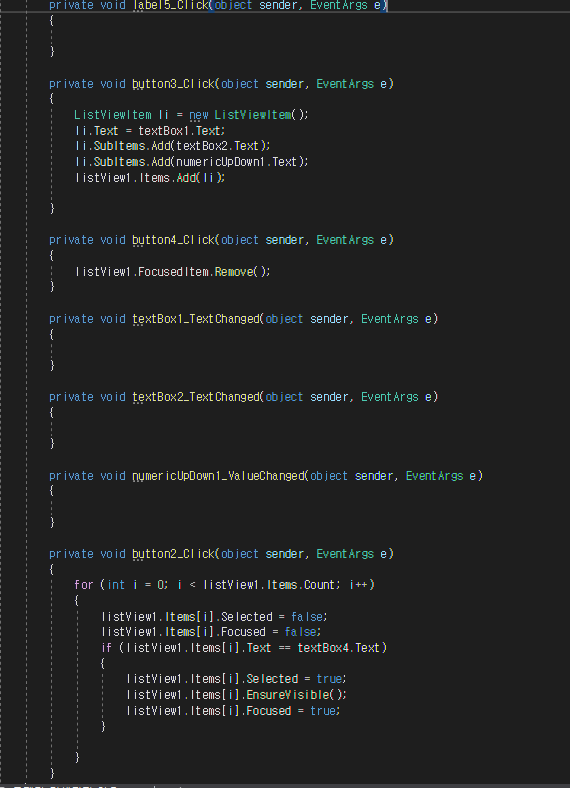 private void label5_Click(object sender, EventArgs e)
{
}
private void button3_Click(object sender, EventArgs e)
{
ListViewItem li = new ListViewItem();
li.Text = textBox1.Text;
li.SubItems.Add(textBox2.Text);
li.SubItems.Add(numericUpDown1.Text);
listView1.Items.Add(li);
}
private void button4_Click(object sender, EventArgs e)
{
listView1.FocusedItem.Remove();
}
private void textBox1_TextChanged(object sender, EventArgs e)
{
}
private void textBox2_TextChanged(object sender, EventArgs e)
{
}
private void numericUpDown1_ValueChanged(object sender, EventArgs e)
{
}
private void button2_Click(object sender, EventArgs e)
{
for (int i = 0; i < listView1.Items.Count; i++)
{
listView1.Items[i].Selected = false;
listView1.Items[i].Focused = false;
if (listView1.Items[i].Text == textBox4.Text)
{
listView1.Items[i].Selected = true;
listView1.Items[i].EnsureVisible();
listView1.Items[i].Focused = true;
}
}
}